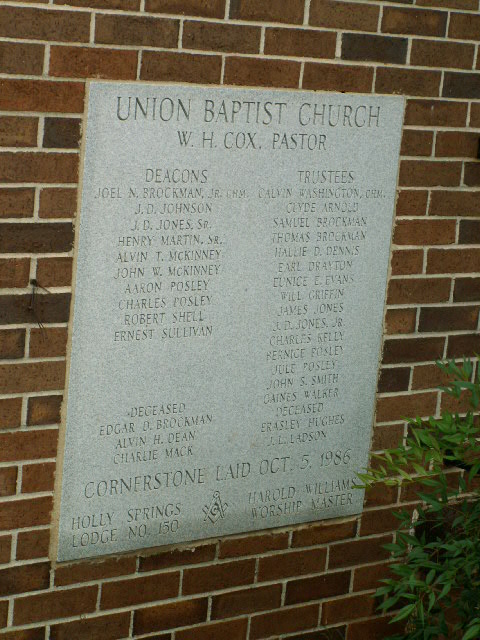 UNION BAPTIST CHURCH
W. H. COX, PASTOR
DEACONS
JOEL N. BROCKMAN, JR. CHM.
J. D. JOHNSON
J. D. JONES, SR.
HENRY MARTIN, SR.
ALVIN T. MCKINNEY
JOHN W. MCKINNEY
AARON POSLEY
CHARLES POSLEY
ROBERT SHELL
ERNEST SULLIVAN
DECEASED
EDGAR D. BROCKMAN
ALVIN H. DEAN
CHARLIE MACK
TRUSTEES
CALVIN WASHINGTON, CHM.
CLYDE ARNOLD
SAMUEL BROCKMAN
THOMAS BROCKMAN
HALLIE D. DENNIS
EARL DRAYTON
EUNICE E. EVANS
WILL GRIFFIN
JAMES JONES
J. D. JONES, JR.
CHARLES KELLY
BERNICE POSLEY
JULE POSLEY
JOHN S. SMITH
GAINES WALKER
DECEASED
ERASLEY HUGHES
J. L. LADSON
CORNERSTONE LAID OCT. 5, 1986
HOLLY SPRINGS
LODGE NO. 150
G
HAROLD WILLIAMS
WORSHIP MASTER